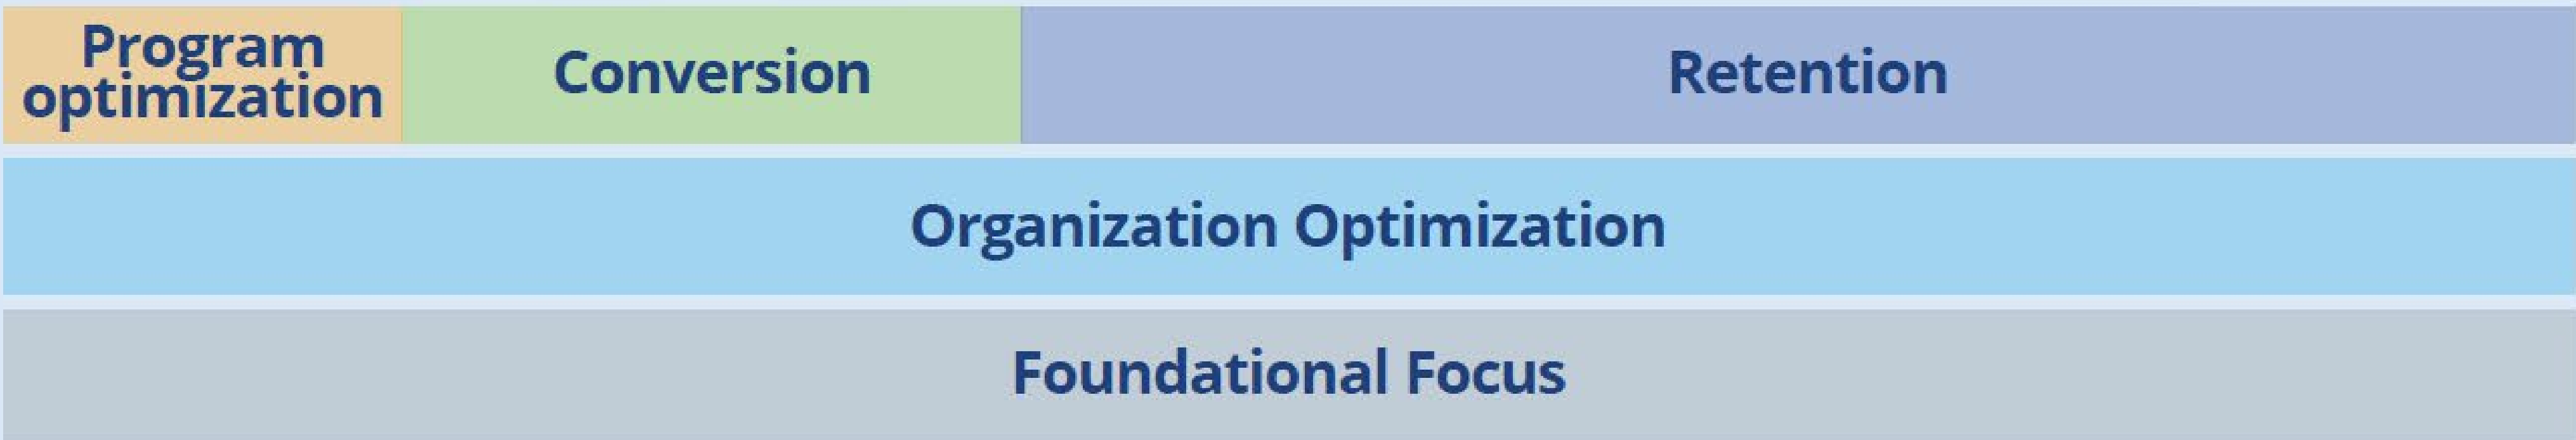 Program
optimization
Conversion
Retention
Organization Optimization
Foundational Focus